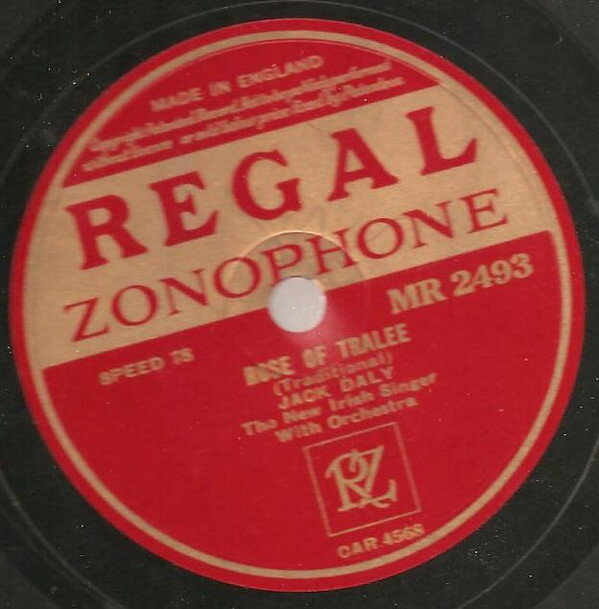 MADE IN ENGLAND
REGAL
ZONOPHONE
MR 2493
SPEED 78
ROSE OF TRALEE
(Traditional)
JACK DALY
The New Irish Singer
With Orchestra
RZ
CAR 4568